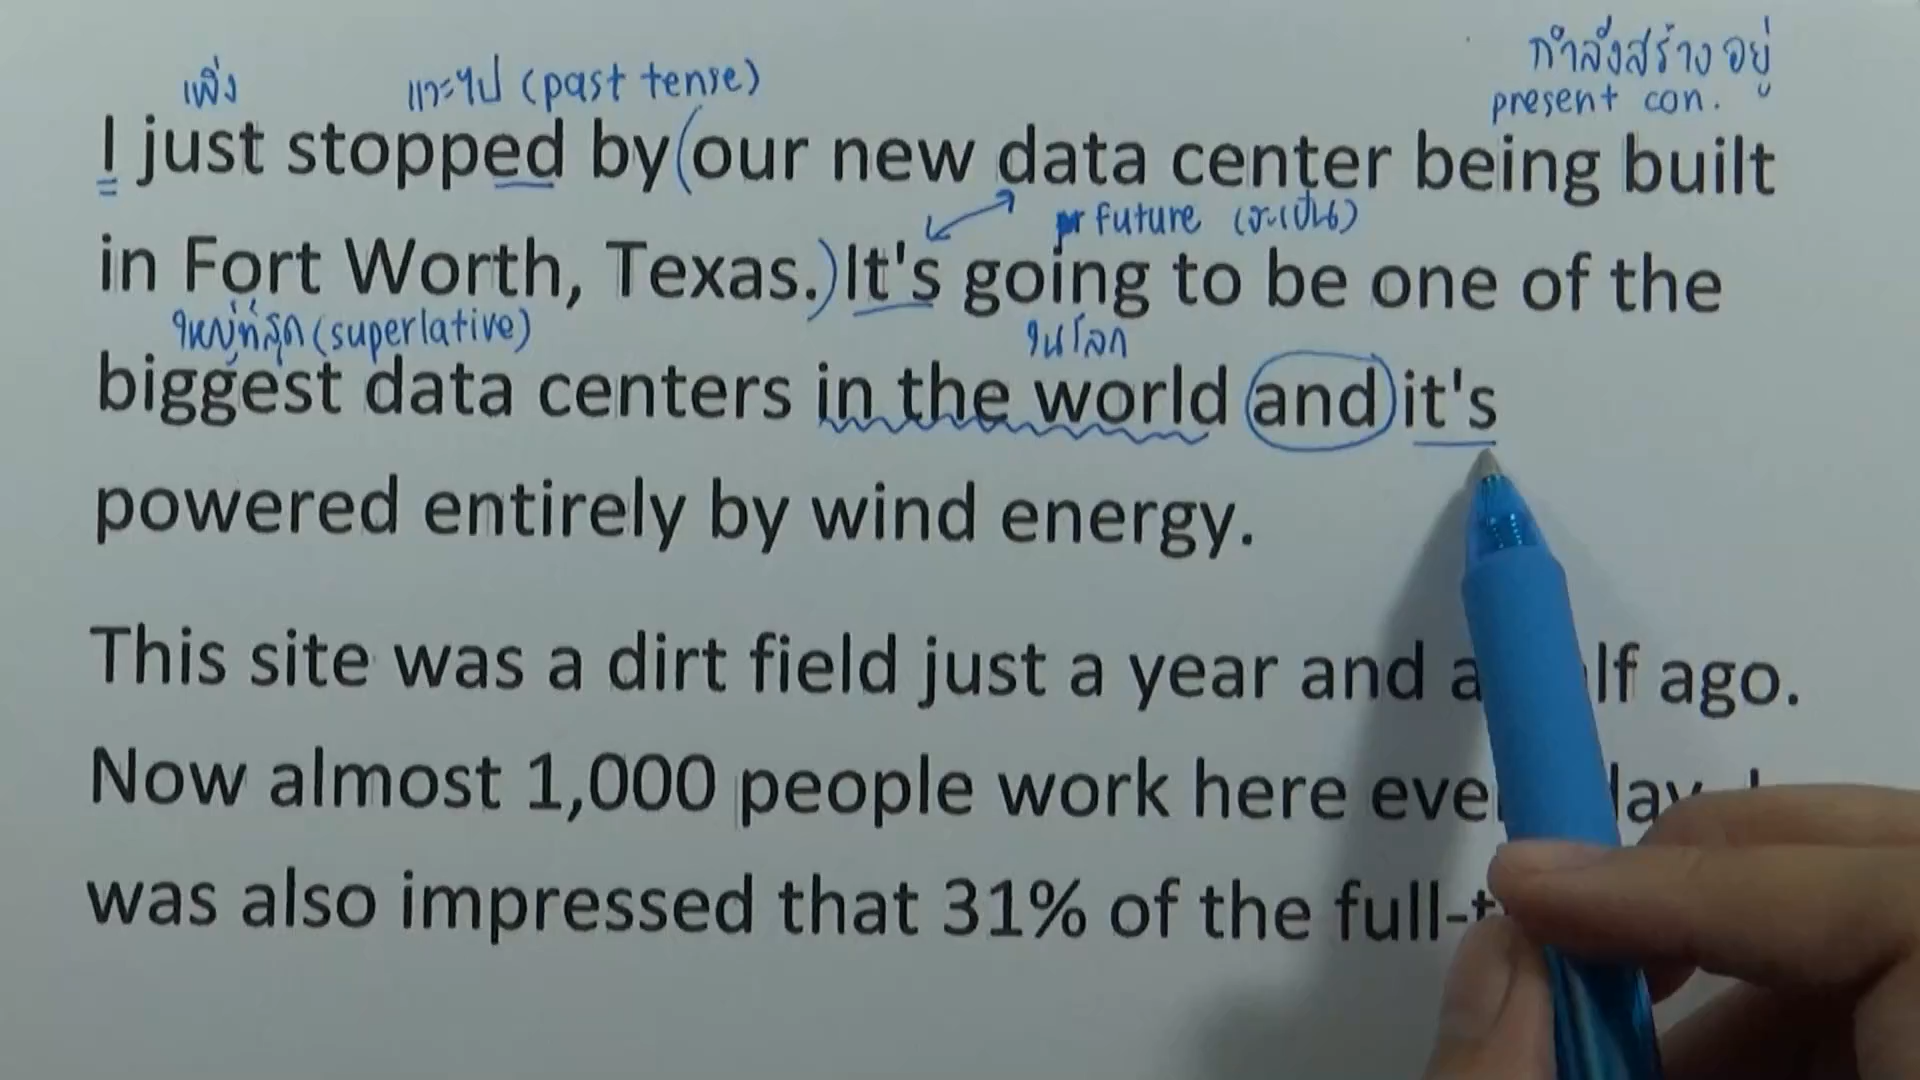 เพิ่ง แวะไป (past tense) กำลังสร้างอยู่
present con.
I just stopped by (our new data center being built
future (จะเป็น)
in Fort Worth, Texas.) It's going to be one of the
ใหญ่ที่สุด (superlative) ในโลก
biggest data centers in the world and it's
powered entirely by wind energy.
This site was a dirt field just a year and a ago.
Now almost 1,000 people work here
was also impressed that 31% of the